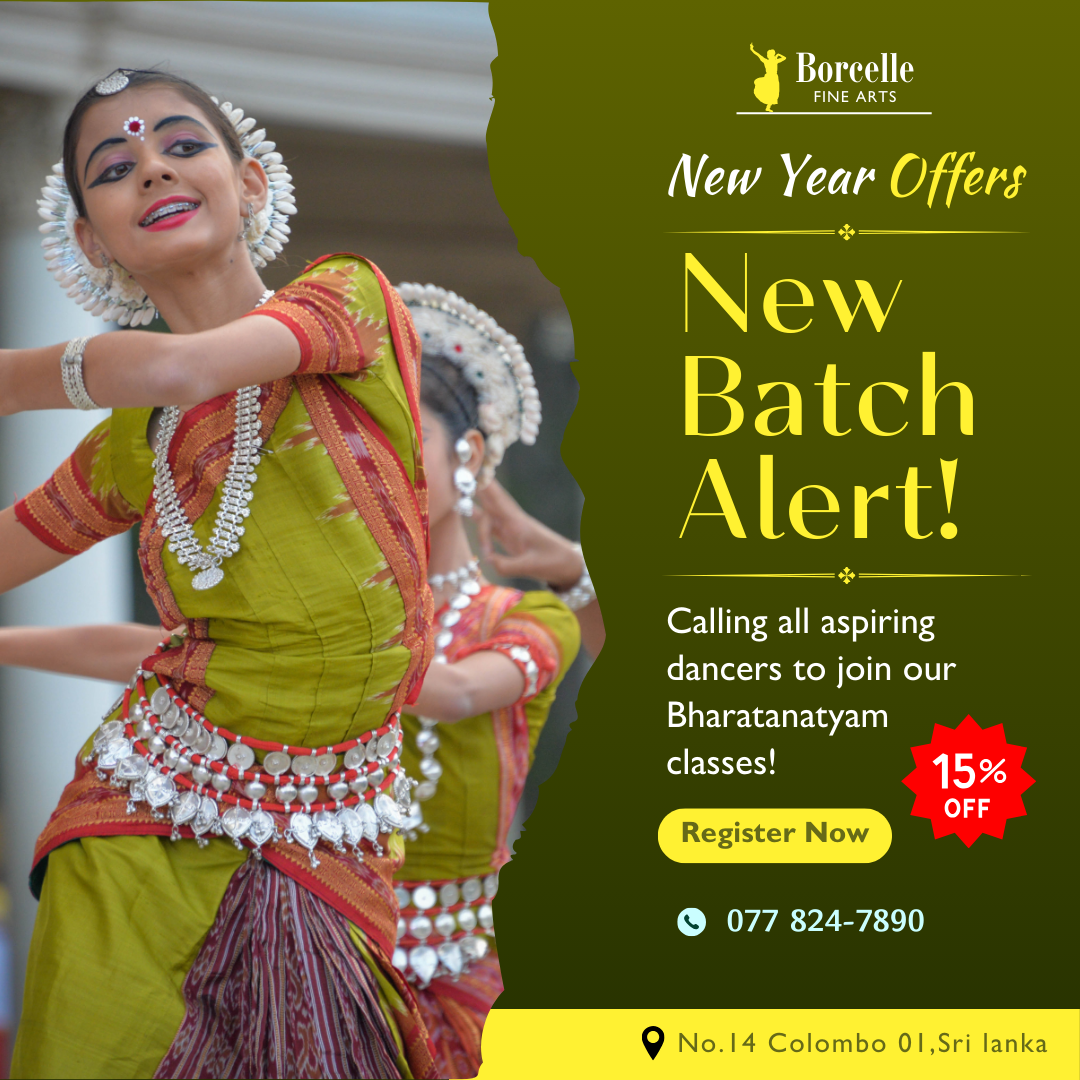 Borcelle
FINE ARTS
New Year Offers
New
Batch
Alert!
Calling all aspiring
dancers to join our
Bharatanatyam
classes!
15%
OFF
Register Now
077 824-7890
No.14 Colombo 01,Sri lanka